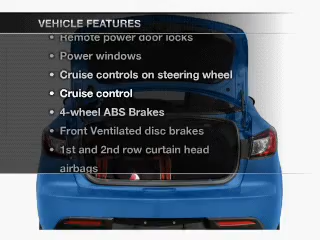 VEHICLE FEATURES
• Remote power door locks
• Power windows
• Cruise controls on steering wheel
• Cruise control
• 4-wheel ABS Brakes
• Front Ventilated disc brakes
• 1st and 2nd row curtain head
airbags